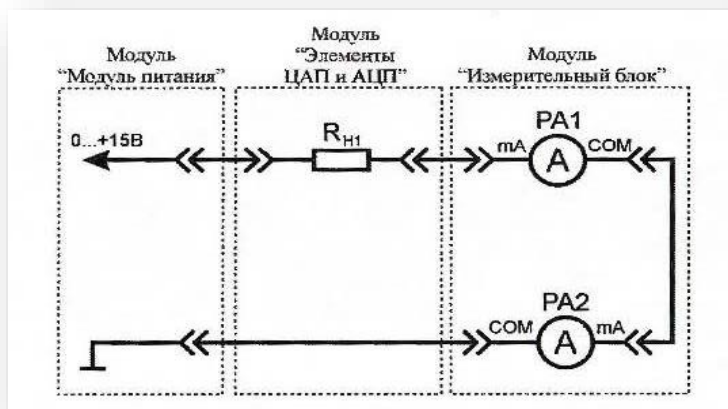 Модуль
“Модуль питания”
Модуль
“Элементы
ЦАП и АЦП”
Модуль
“Измерительный блок”
0...+15В
RН1
PA1
mA
A
COM
PA2
COM
A
mA